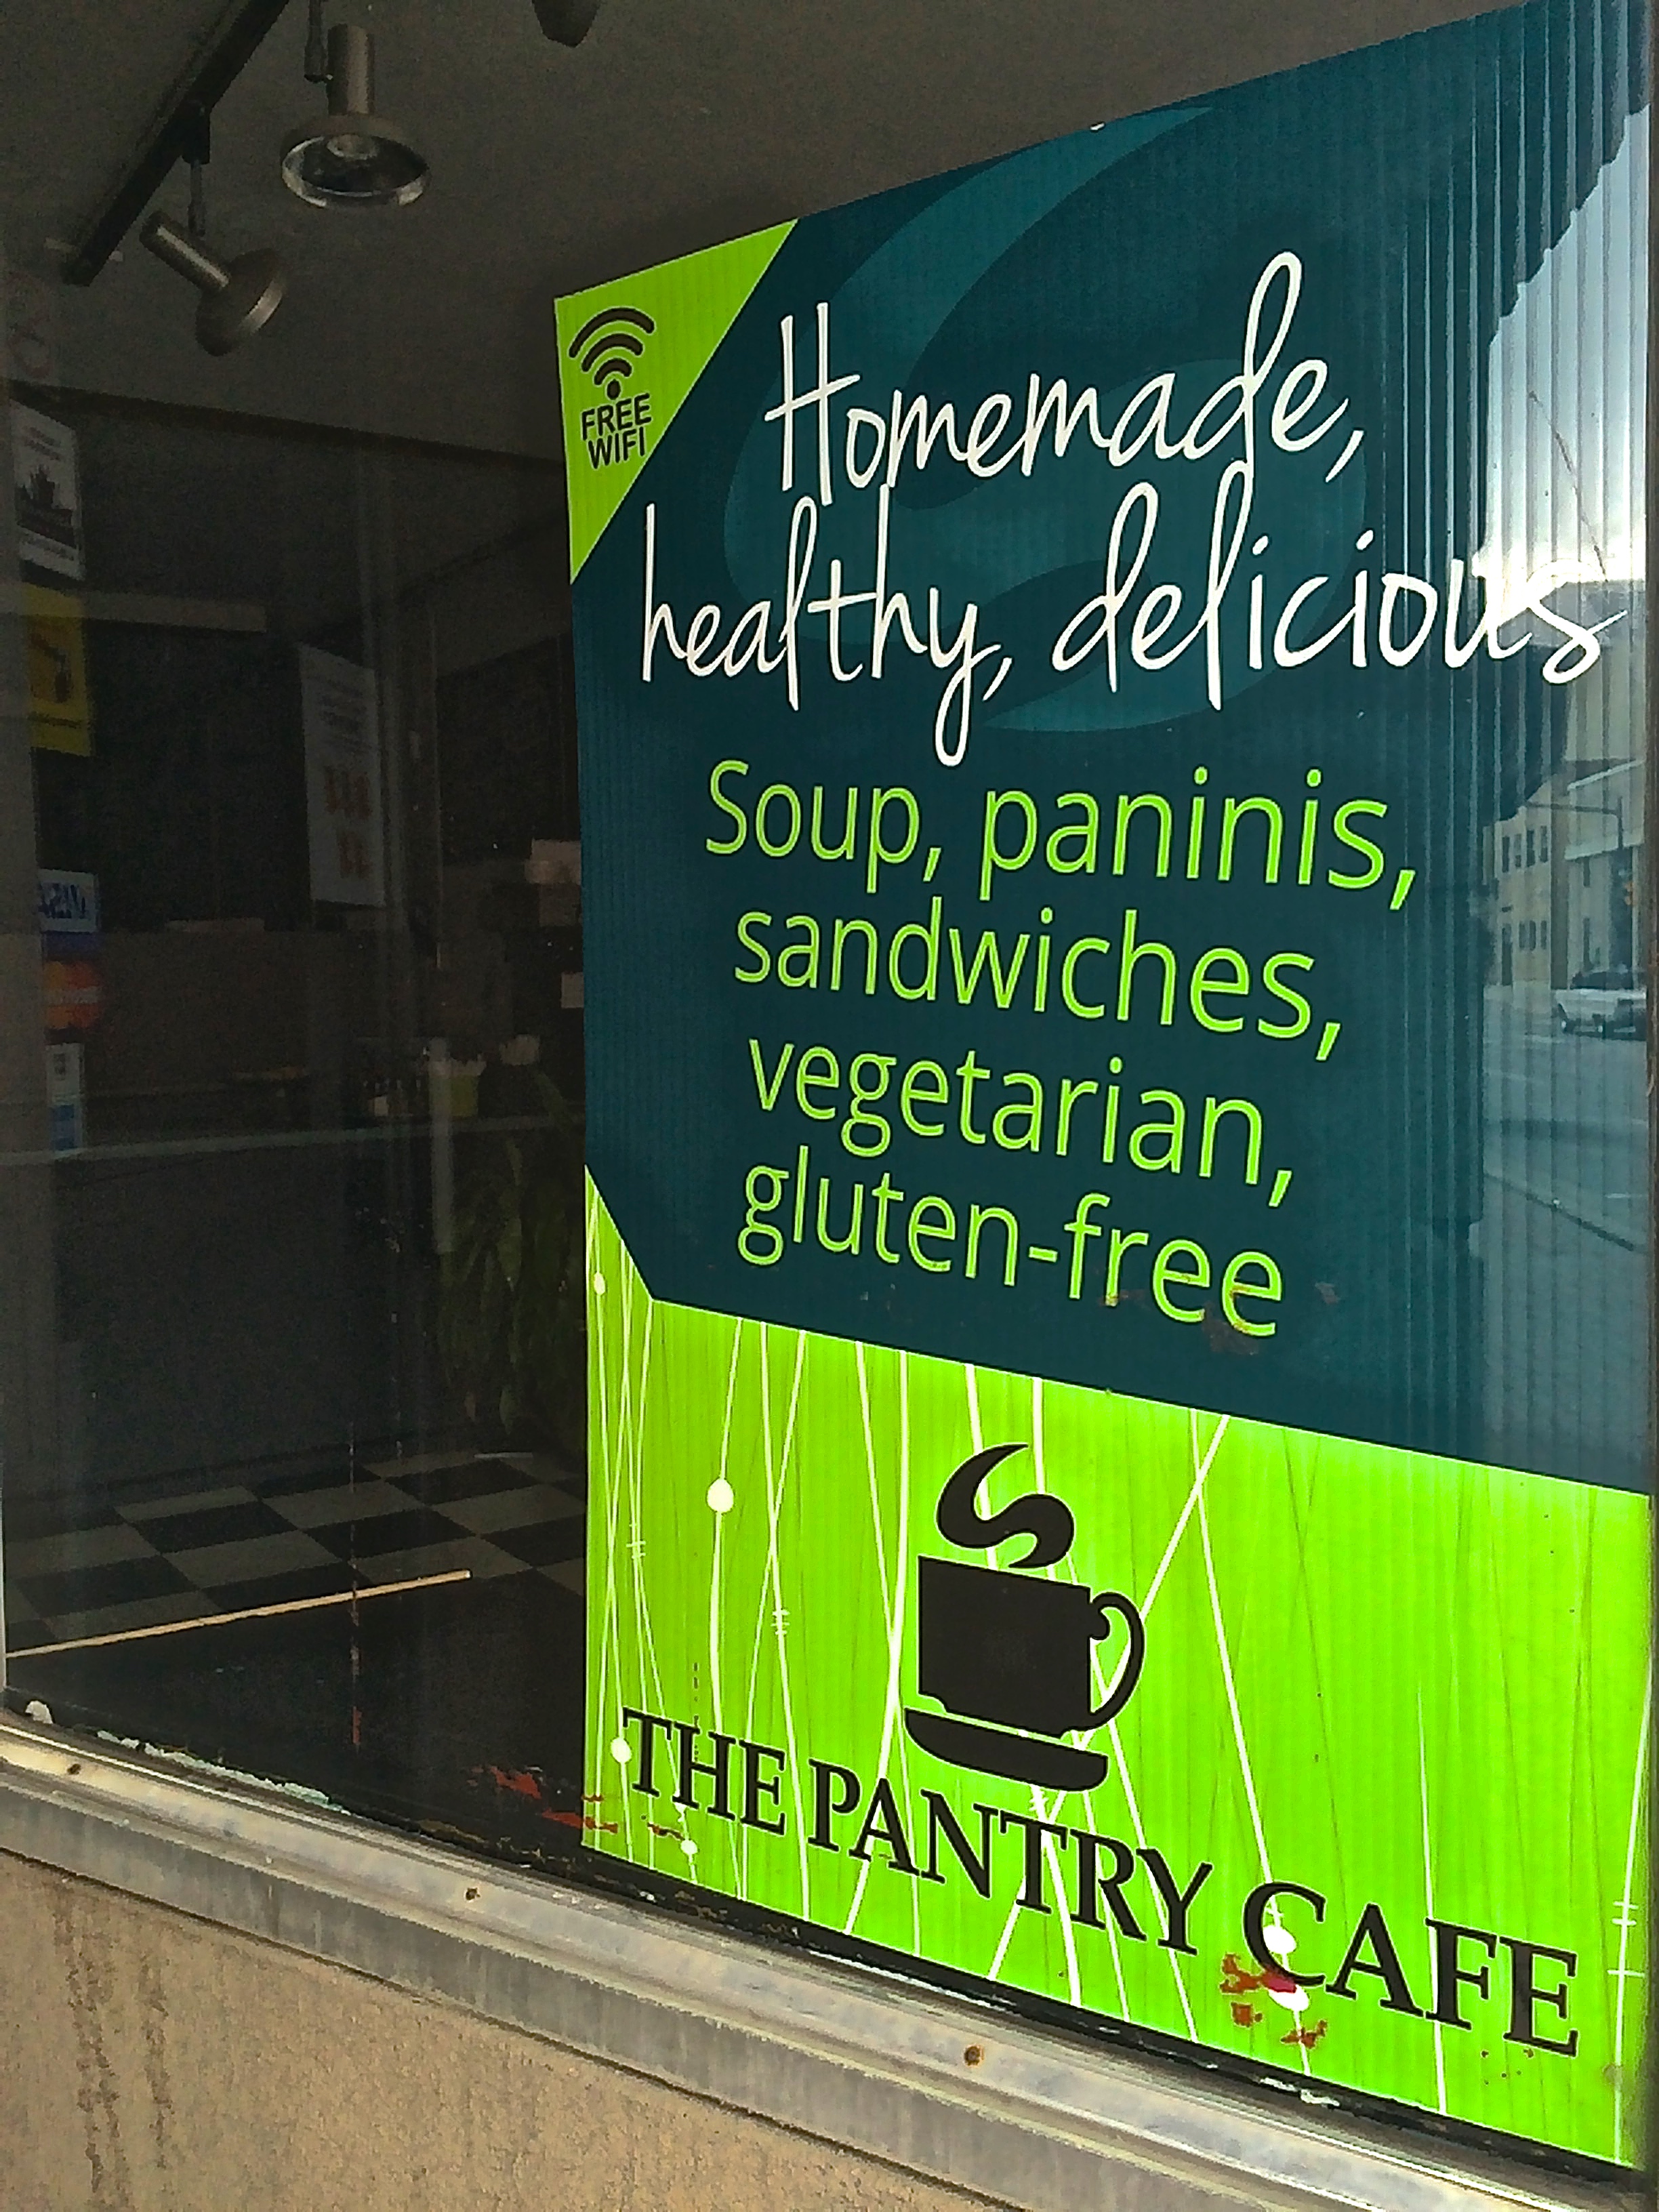 FREE
WIFI
Homemade,
healthy, delicious
Soup, paninis,
sandwiches,
vegetarian,
gluten-free
THE PANTRY CAFE